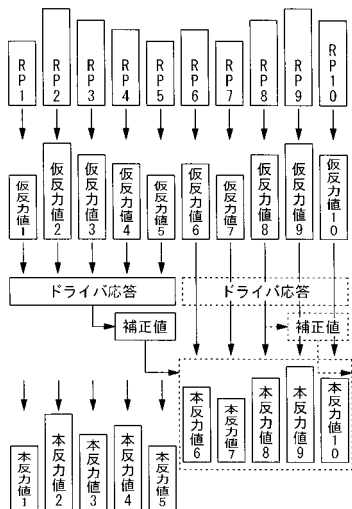 RP1
RP2
RP3
RP4
RP5
RP6
RP7
RP8
RP9
RP10
仮反力値1
仮反力値2
仮反力値3
仮反力値4
仮反力値5
仮反力値6
仮反力値7
仮反力値8
仮反力値9
仮反力値10
ドライバ応答
ドライバ応答
補正値
補正値
本反力値6
本反力値7
本反力値8
本反力値9
本反力値10
本反力値1
本反力値2
本反力値3
本反力値4
本反力値5